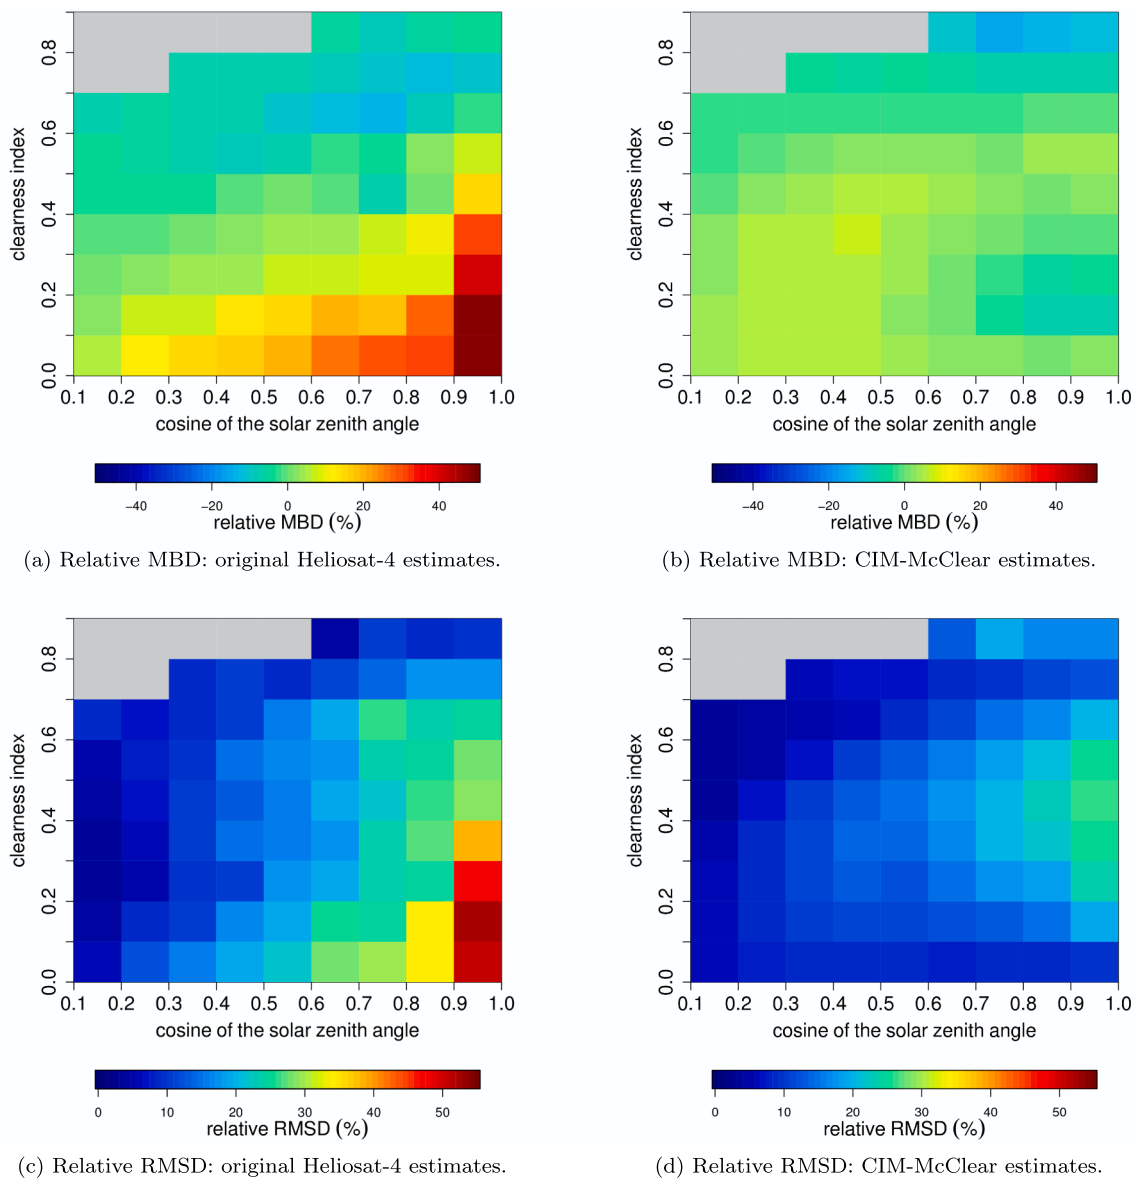 clearness index
0.8
0.6
0.4
0.2
0.0
0.1 0.2 0.3 0.4 0.5 0.6 0.7 0.8 0.9 1.0
cosine of the solar zenith angle
−40 −20 0 20 40
relative MBD (%)
(a) Relative MBD: original Heliosat-4 estimates.
clearness index
0.8
0.6
0.4
0.2
0.0
0.1 0.2 0.3 0.4 0.5 0.6 0.7 0.8 0.9 1.0
cosine of the solar zenith angle
−40 −20 0 20 40
relative MBD (%)
(b) Relative MBD: CIM-McClear estimates.
clearness index
0.8
0.6
0.4
0.2
0.0
0.1 0.2 0.3 0.4 0.5 0.6 0.7 0.8 0.9 1.0
cosine of the solar zenith angle
0 10 20 30 40 50
relative RMSD (%)
(c) Relative RMSD: original Heliosat-4 estimates.
clearness index
0.8
0.6
0.4
0.2
0.0
0.1 0.2 0.3 0.4 0.5 0.6 0.7 0.8 0.9 1.0
cosine of the solar zenith angle
0 10 20 30 40 50
relative RMSD (%)
(d) Relative RMSD: CIM-McClear estimates.